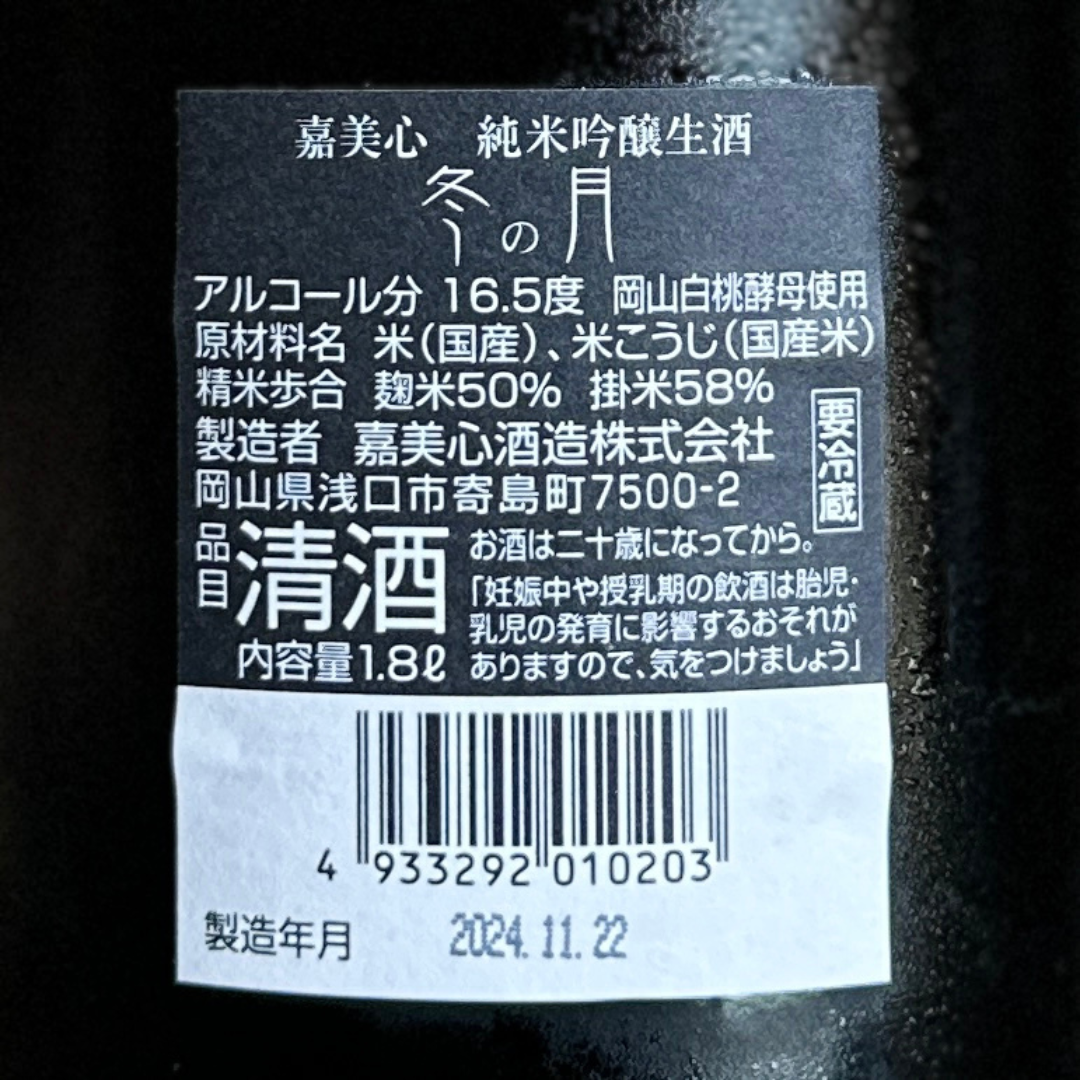 嘉美心 純米吟醸生酒
冬の月
アルコール分 16.5度 岡山白桃酵母使用
原材料名 米(国産)、米こうじ(国産米)
精米歩合 麹米50% 掛米58%
製造者 嘉美心酒造株式会社
岡山県浅口市寄島町7500-2
要冷蔵
品目 清酒
内容量1.8ℓ
お酒は二十歳になってから。
「妊娠中や授乳期の飲酒は胎児・
乳児の発育に影響するおそれが
ありますので、気をつけましょう」
4 933292 010203
製造年月 2024.11.22